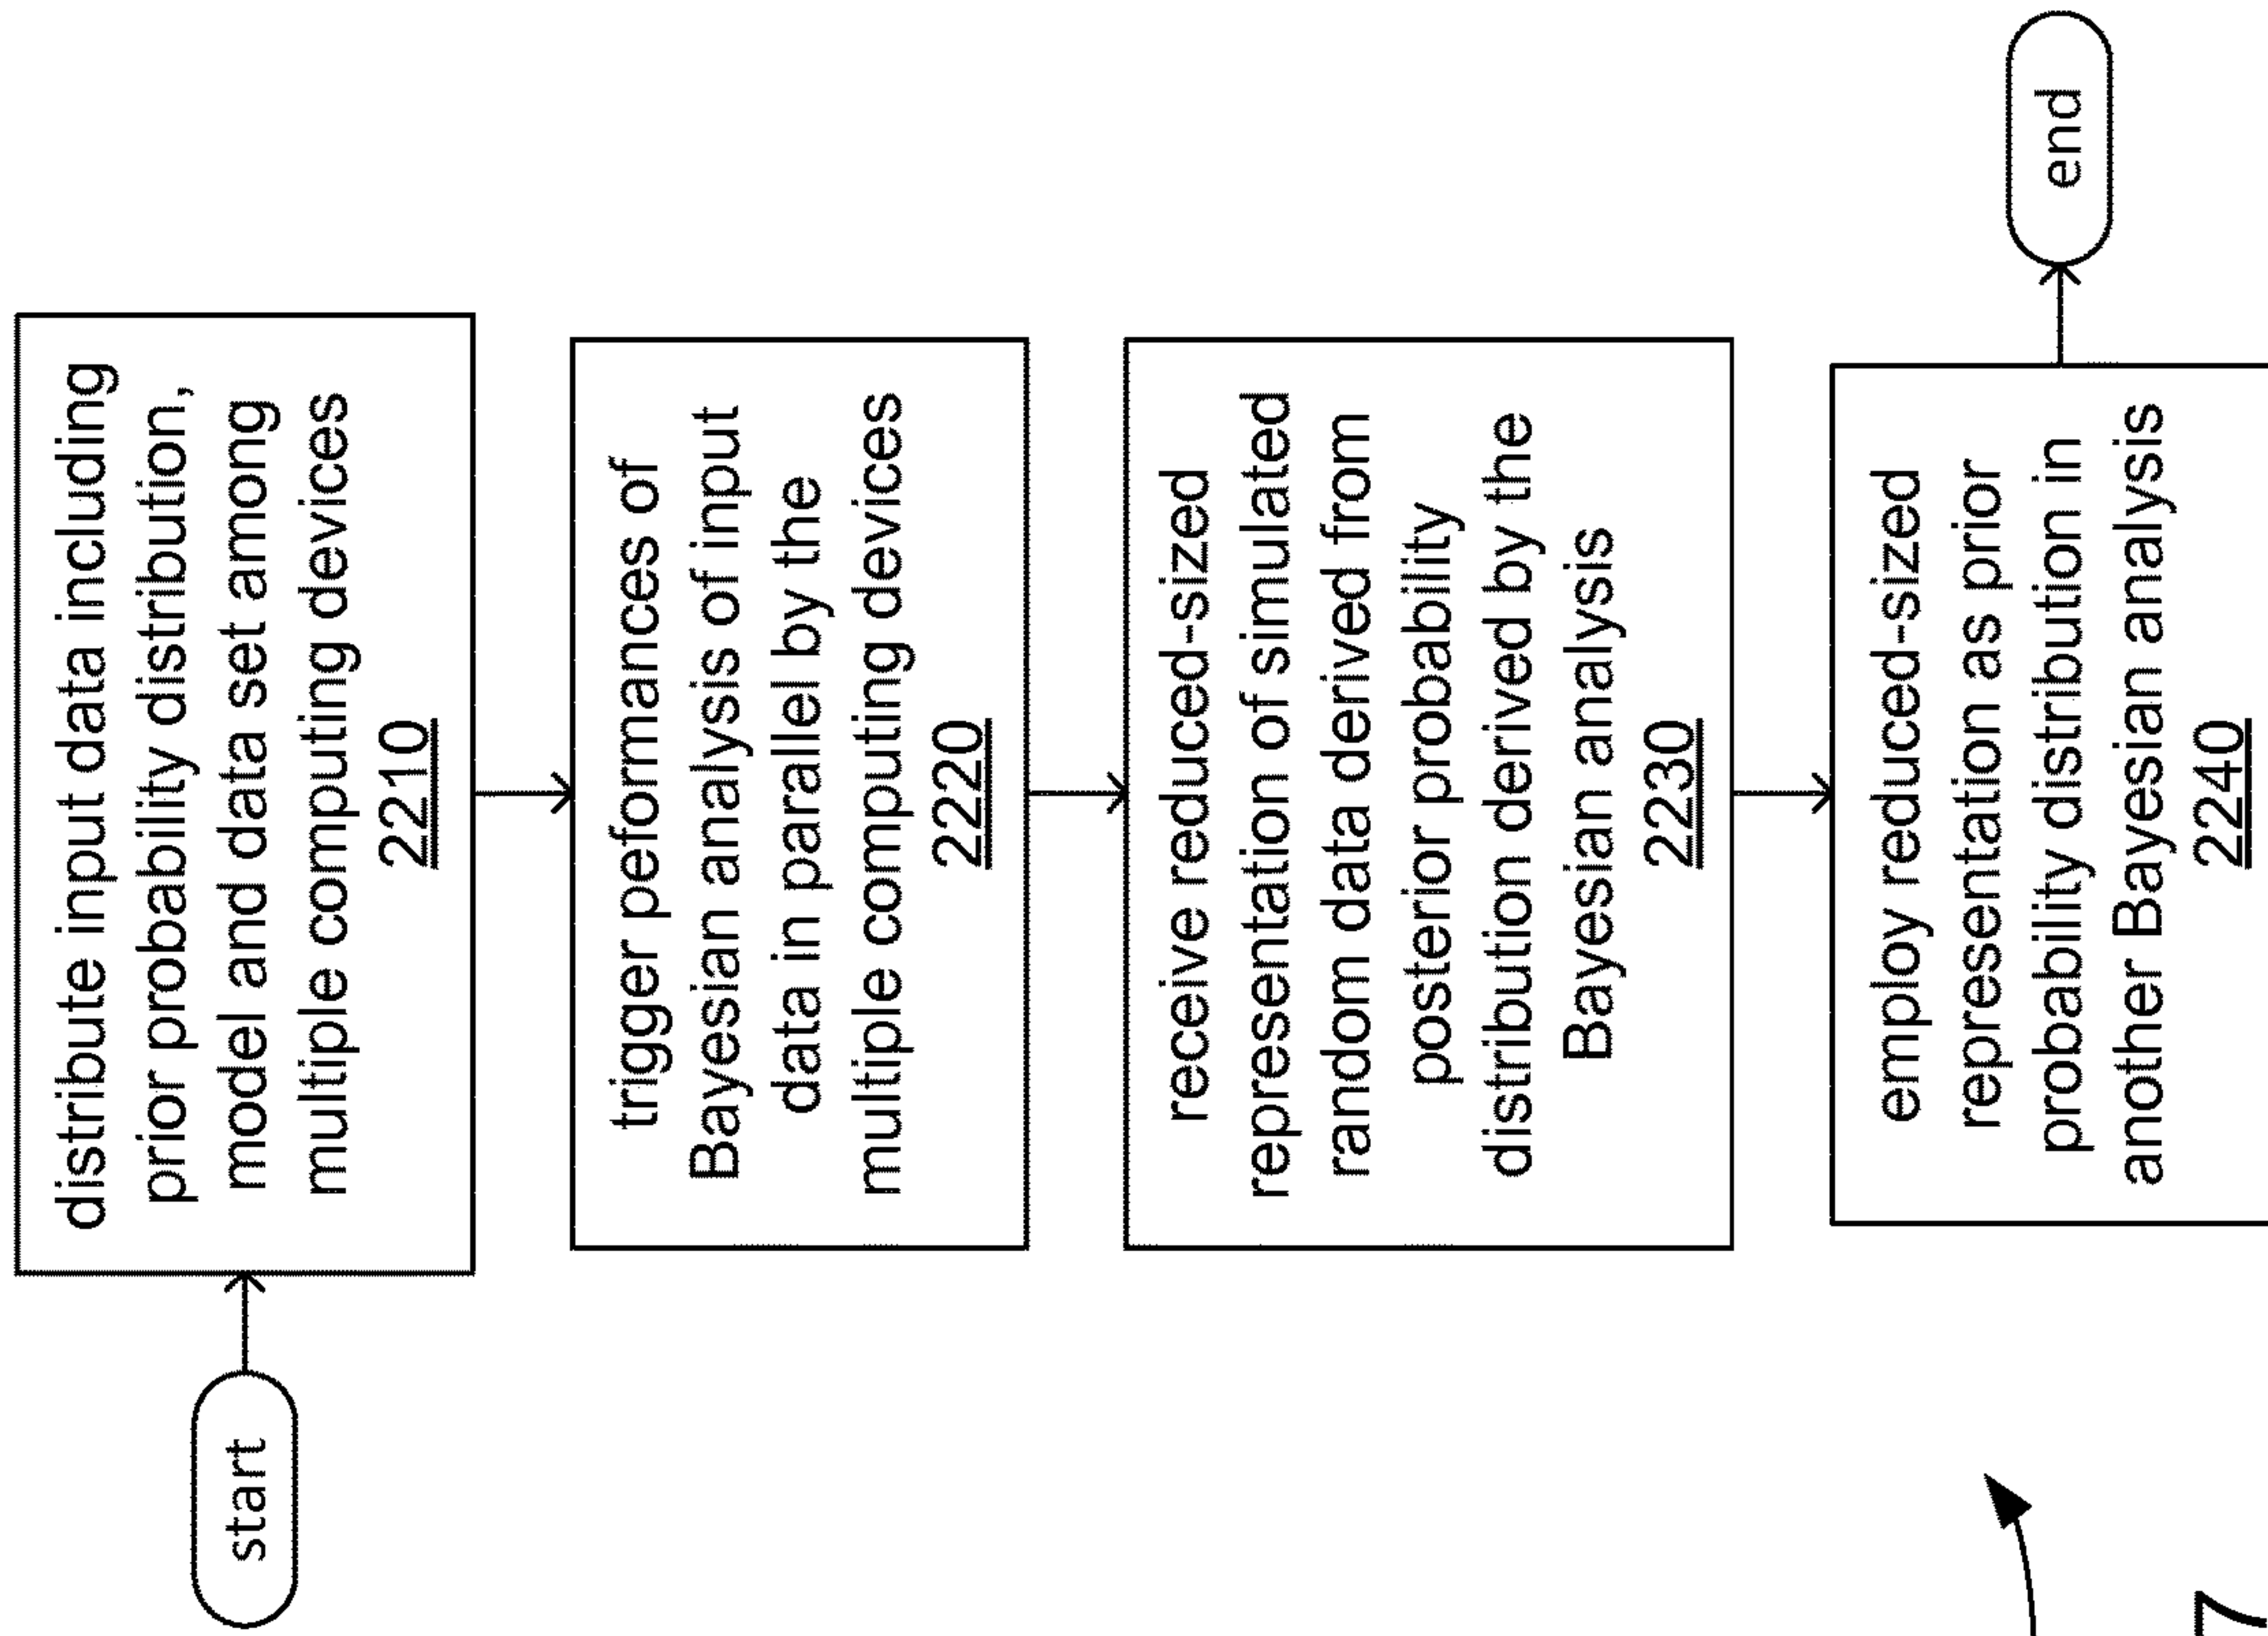 start
distribute input data including
prior probability distribution,
model and data set among
multiple computing devices
2210
trigger peformances of
Bayesian analysis of input
data in parallel by the
multiple computing devices
2220
receive reduced-sized
representation of simulated
random data derived from
posterior probability
distribution derived by the
Bayesian analysis
2230
employ reduced-sized
representation as prior
probability distribution in
another Bayesian analysis
2240
end
7